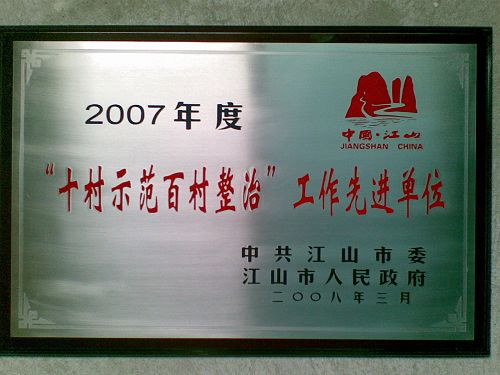 2007年度
中國·江山
JIANGSHAN CHINA
“十村示范百村整治”工作先进单位
中共江山市委
江山市人民政府
二〇〇八年三月